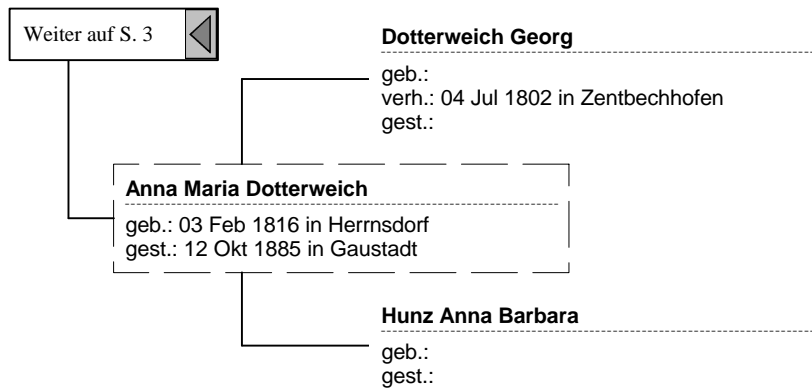 Weiter auf S. 3
Dotterweich Georg
geb.:
verh.: 04 Jul 1802 in Zentbechhofen
gest.:
Anna Maria Dotterweich
geb.: 03 Feb 1816 in Herrnsdorf
gest.: 12 Okt 1885 in Gaustadt
Hunz Anna Barbara
geb.:
gest.: